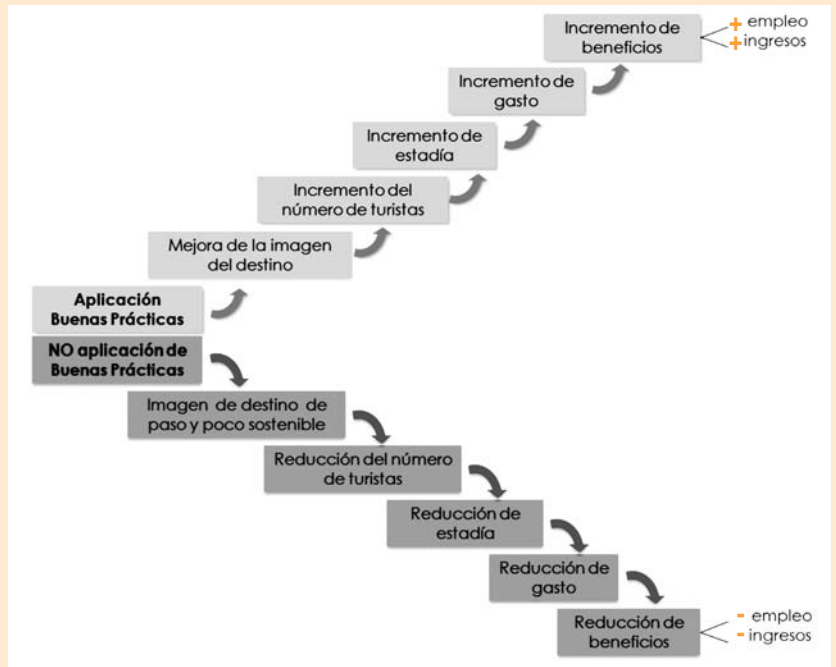 Incremento de
beneficios
+ empleo
+ ingresos
Incremento de
gasto
Incremento de
estadía
Incremento del
número de turistas
Mejora de la imagen
del destino
Aplicación
Buenas Prácticas
NO aplicación de
Buenas Prácticas
Imagen de destino de
paso y poco sostenible
Reducción del número
de turistas
Reducción de
estadía
Reducción de
gasto
Reducción de
beneficios
- empleo
- ingresos